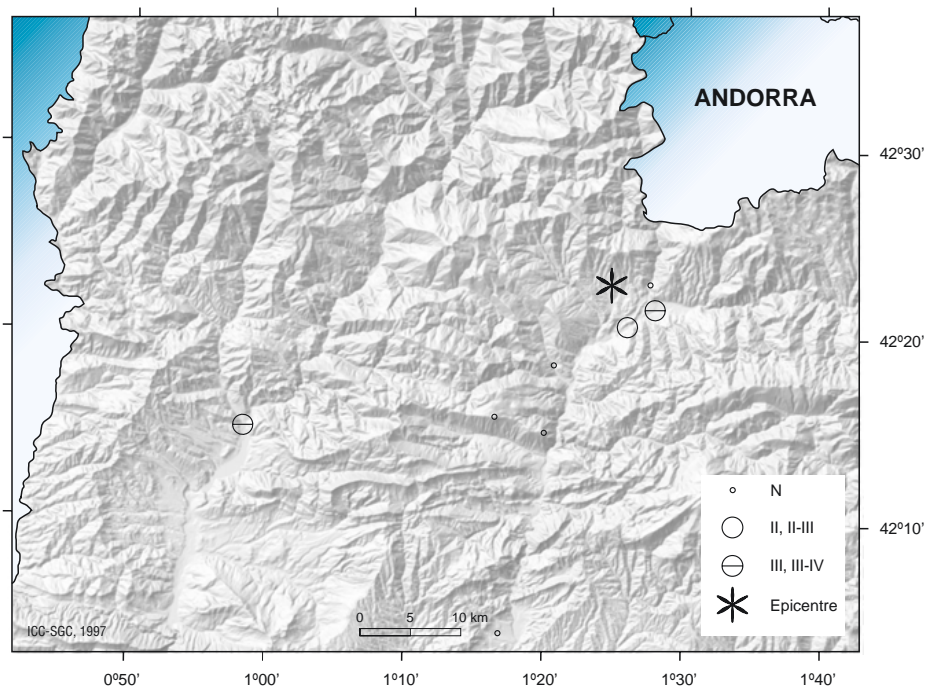 ANDORRA
42º30'
42º20'
42º10'
N
II, II-III
III, III-IV
Epicentre
0 5 10 km
ICC-SGC, 1997
0º50' 1º00' 1º10' 1º20' 1º30' 1º40'